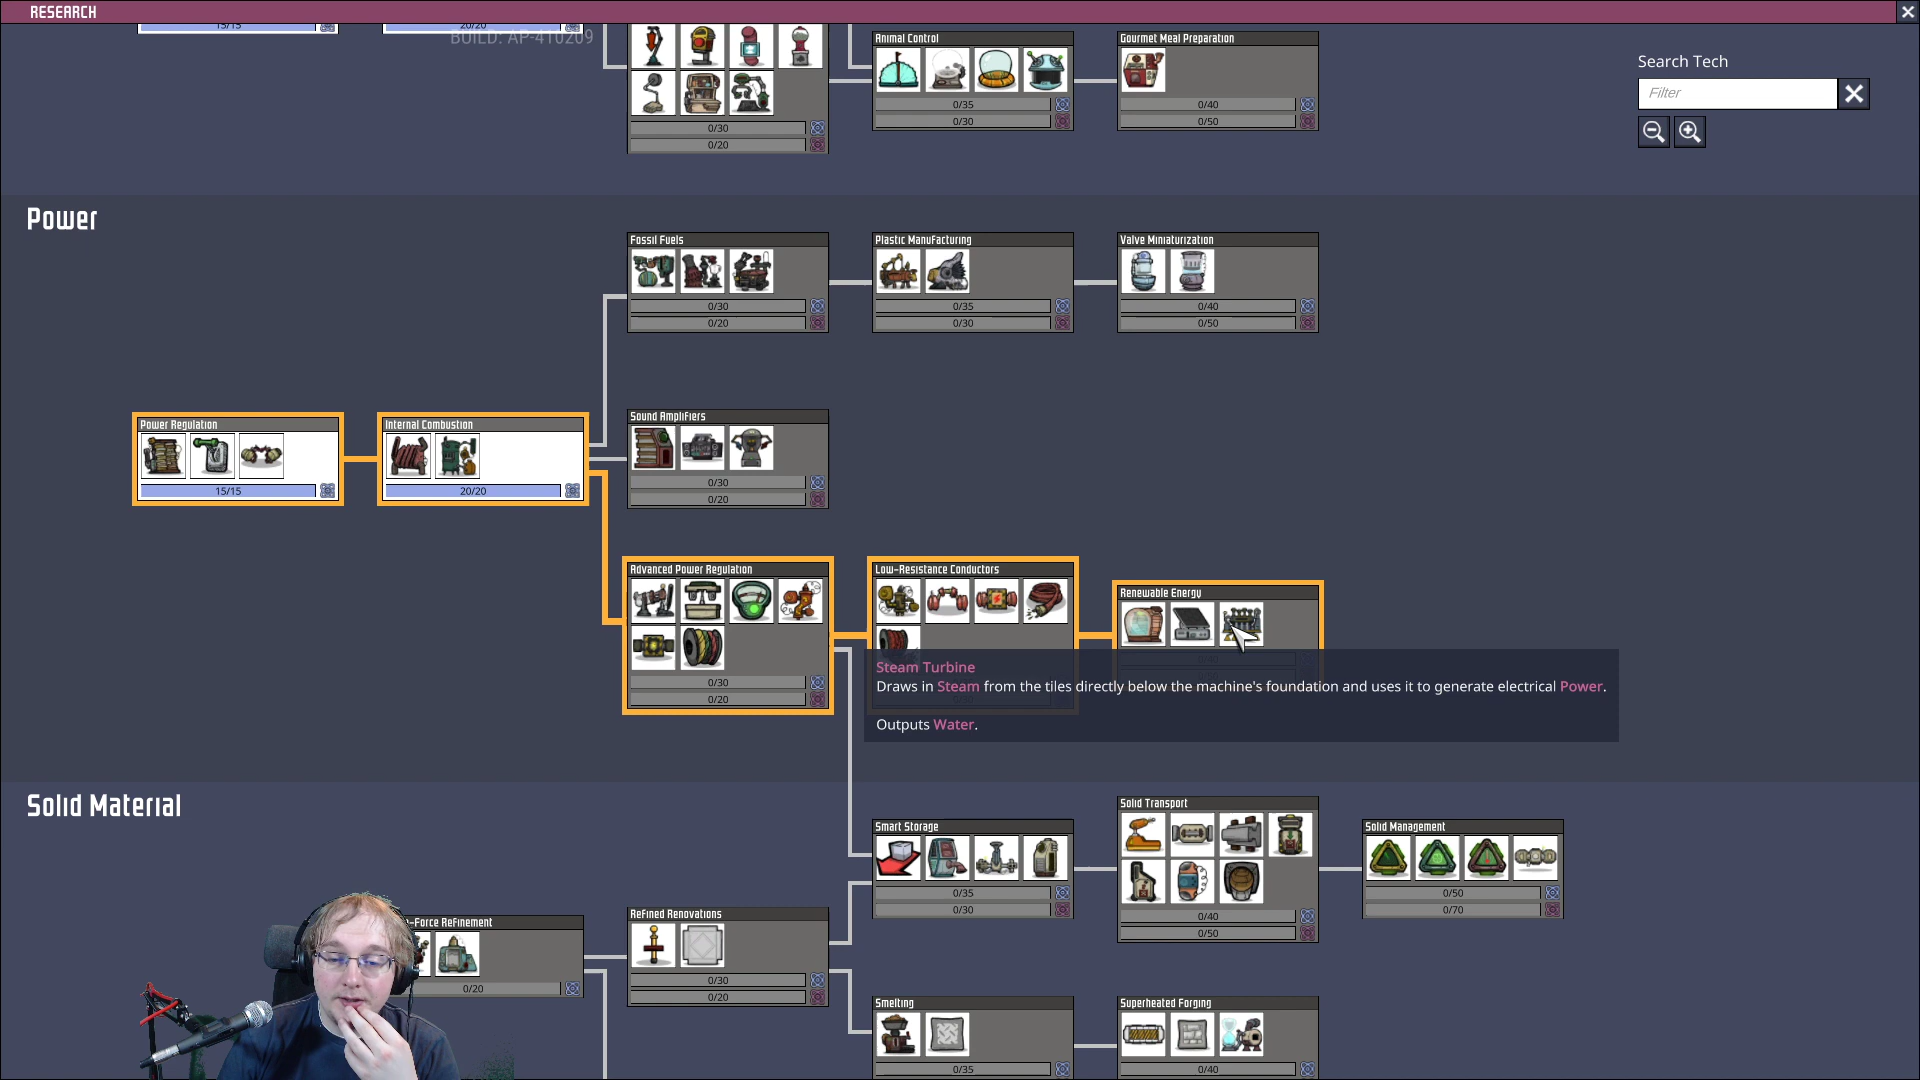 RESEARCH
15/15
20/20
BUILD: AP-410209
0/30
0/20
Animal Control
0/35
0/30
Gourmet Meal Preparation
0/40
0/50
Search Tech
Filter
Power
Fossil Fuels
0/30
0/20
Plastic Manufacturing
0/35
0/30
Valve Miniaturization
0/40
0/50
Power Regulation
15/15
Internal Combustion
20/20
Sound Amplifiers
0/30
0/20
Advanced Power Regulation
0/30
0/20
Low-Resistance Conductors
Renewable Energy
Steam Turbine
Draws in Steam from the tiles directly below the machine's foundation and uses it to generate electrical Power.
Outputs Water.
Solid Material
Smart Storage
0/35
0/30
Solid Transport
0/40
0/50
Solid Management
0/50
0/70
-Force Refinement
0/20
Refined Renovations
0/30
0/20
Smelting
0/35
Superheated Forging
0/40